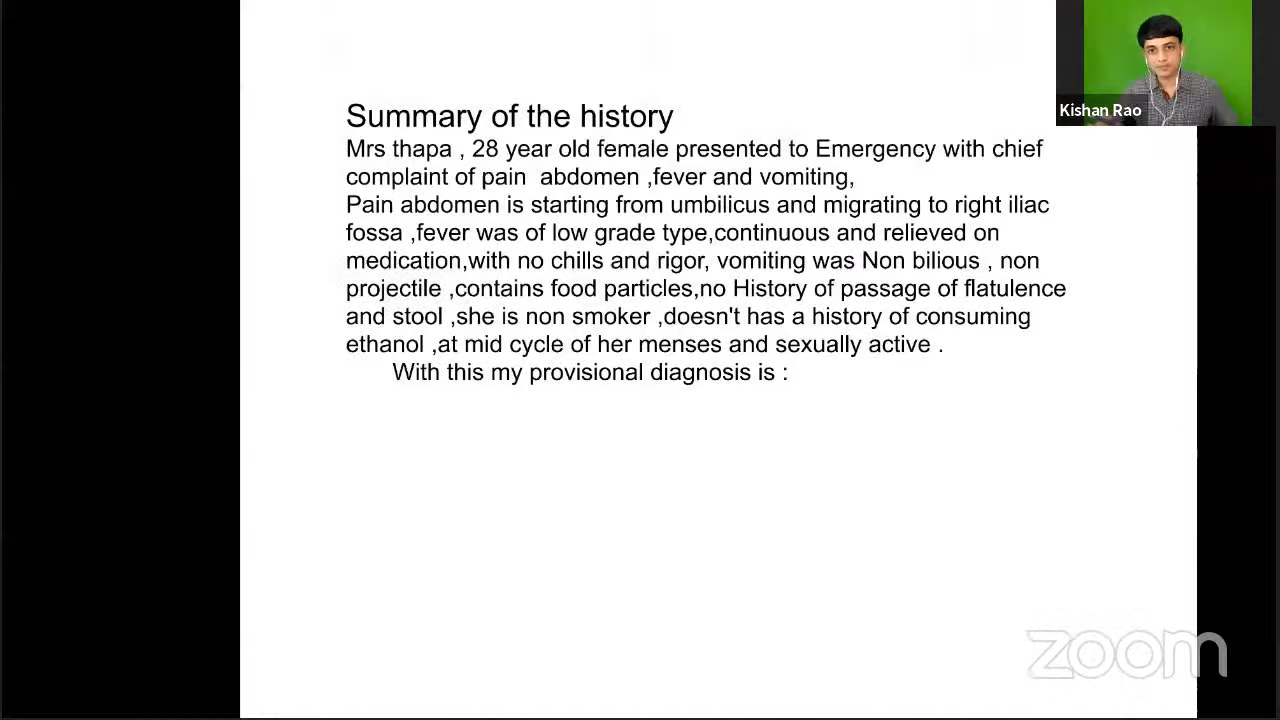 Summary of the history
Mrs thapa , 28 year old female presented to Emergency with chief
complaint of pain  abdomen ,fever and vomiting,
Pain abdomen is starting from umbilicus and migrating to right iliac
fossa ,fever was of low grade type,continuous and relieved on
medication,with no chills and rigor, vomiting was Non bilious , non
projectile ,contains food particles,no History of passage of flatulence
and stool ,she is non smoker ,doesn't has a history of consuming
ethanol ,at mid cycle of her menses and sexually active .
With this my provisional diagnosis is :
Kishan Rao
zoom